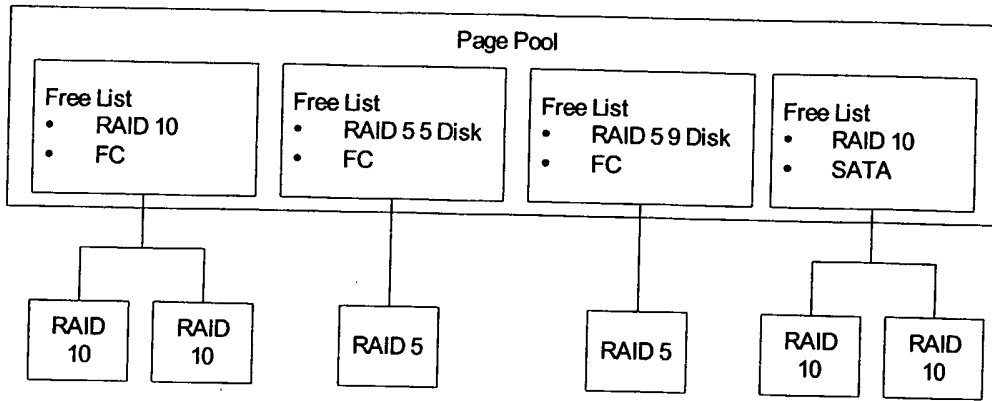 Page Pool
Free List
• RAID 10
• FC
Free List
• RAID 5 5 Disk
• FC
Free List
• RAID 5 9 Disk
• FC
Free List
• RAID 10
• SATA
RAID
10
RAID
10
RAID 5
RAID 5
RAID
10
RAID
10